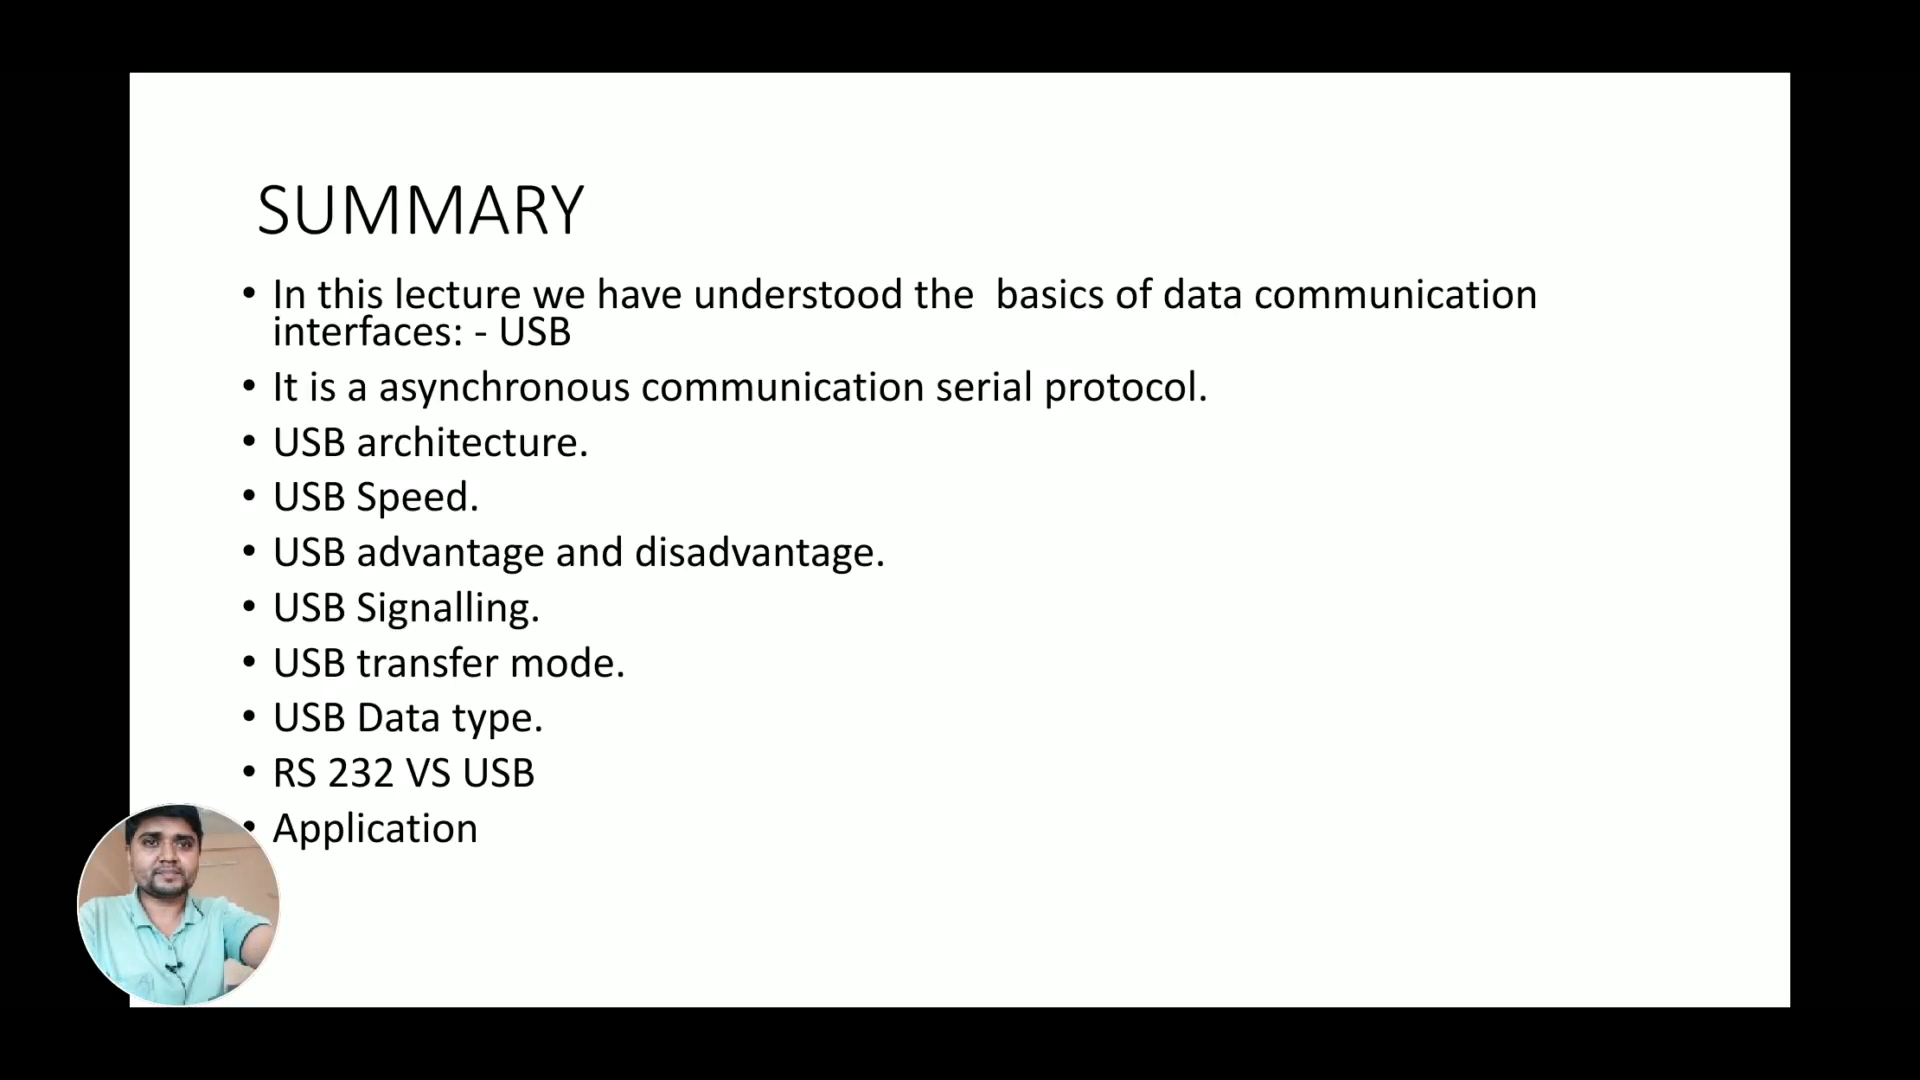 SUMMARY
• In this lecture we have understood the  basics of data communication
interfaces: - USB
• It is a asynchronous communication serial protocol.
• USB architecture.
• USB Speed.
• USB advantage and disadvantage.
• USB Signalling.
• USB transfer mode.
• USB Data type.
• RS 232 VS USB
• Application